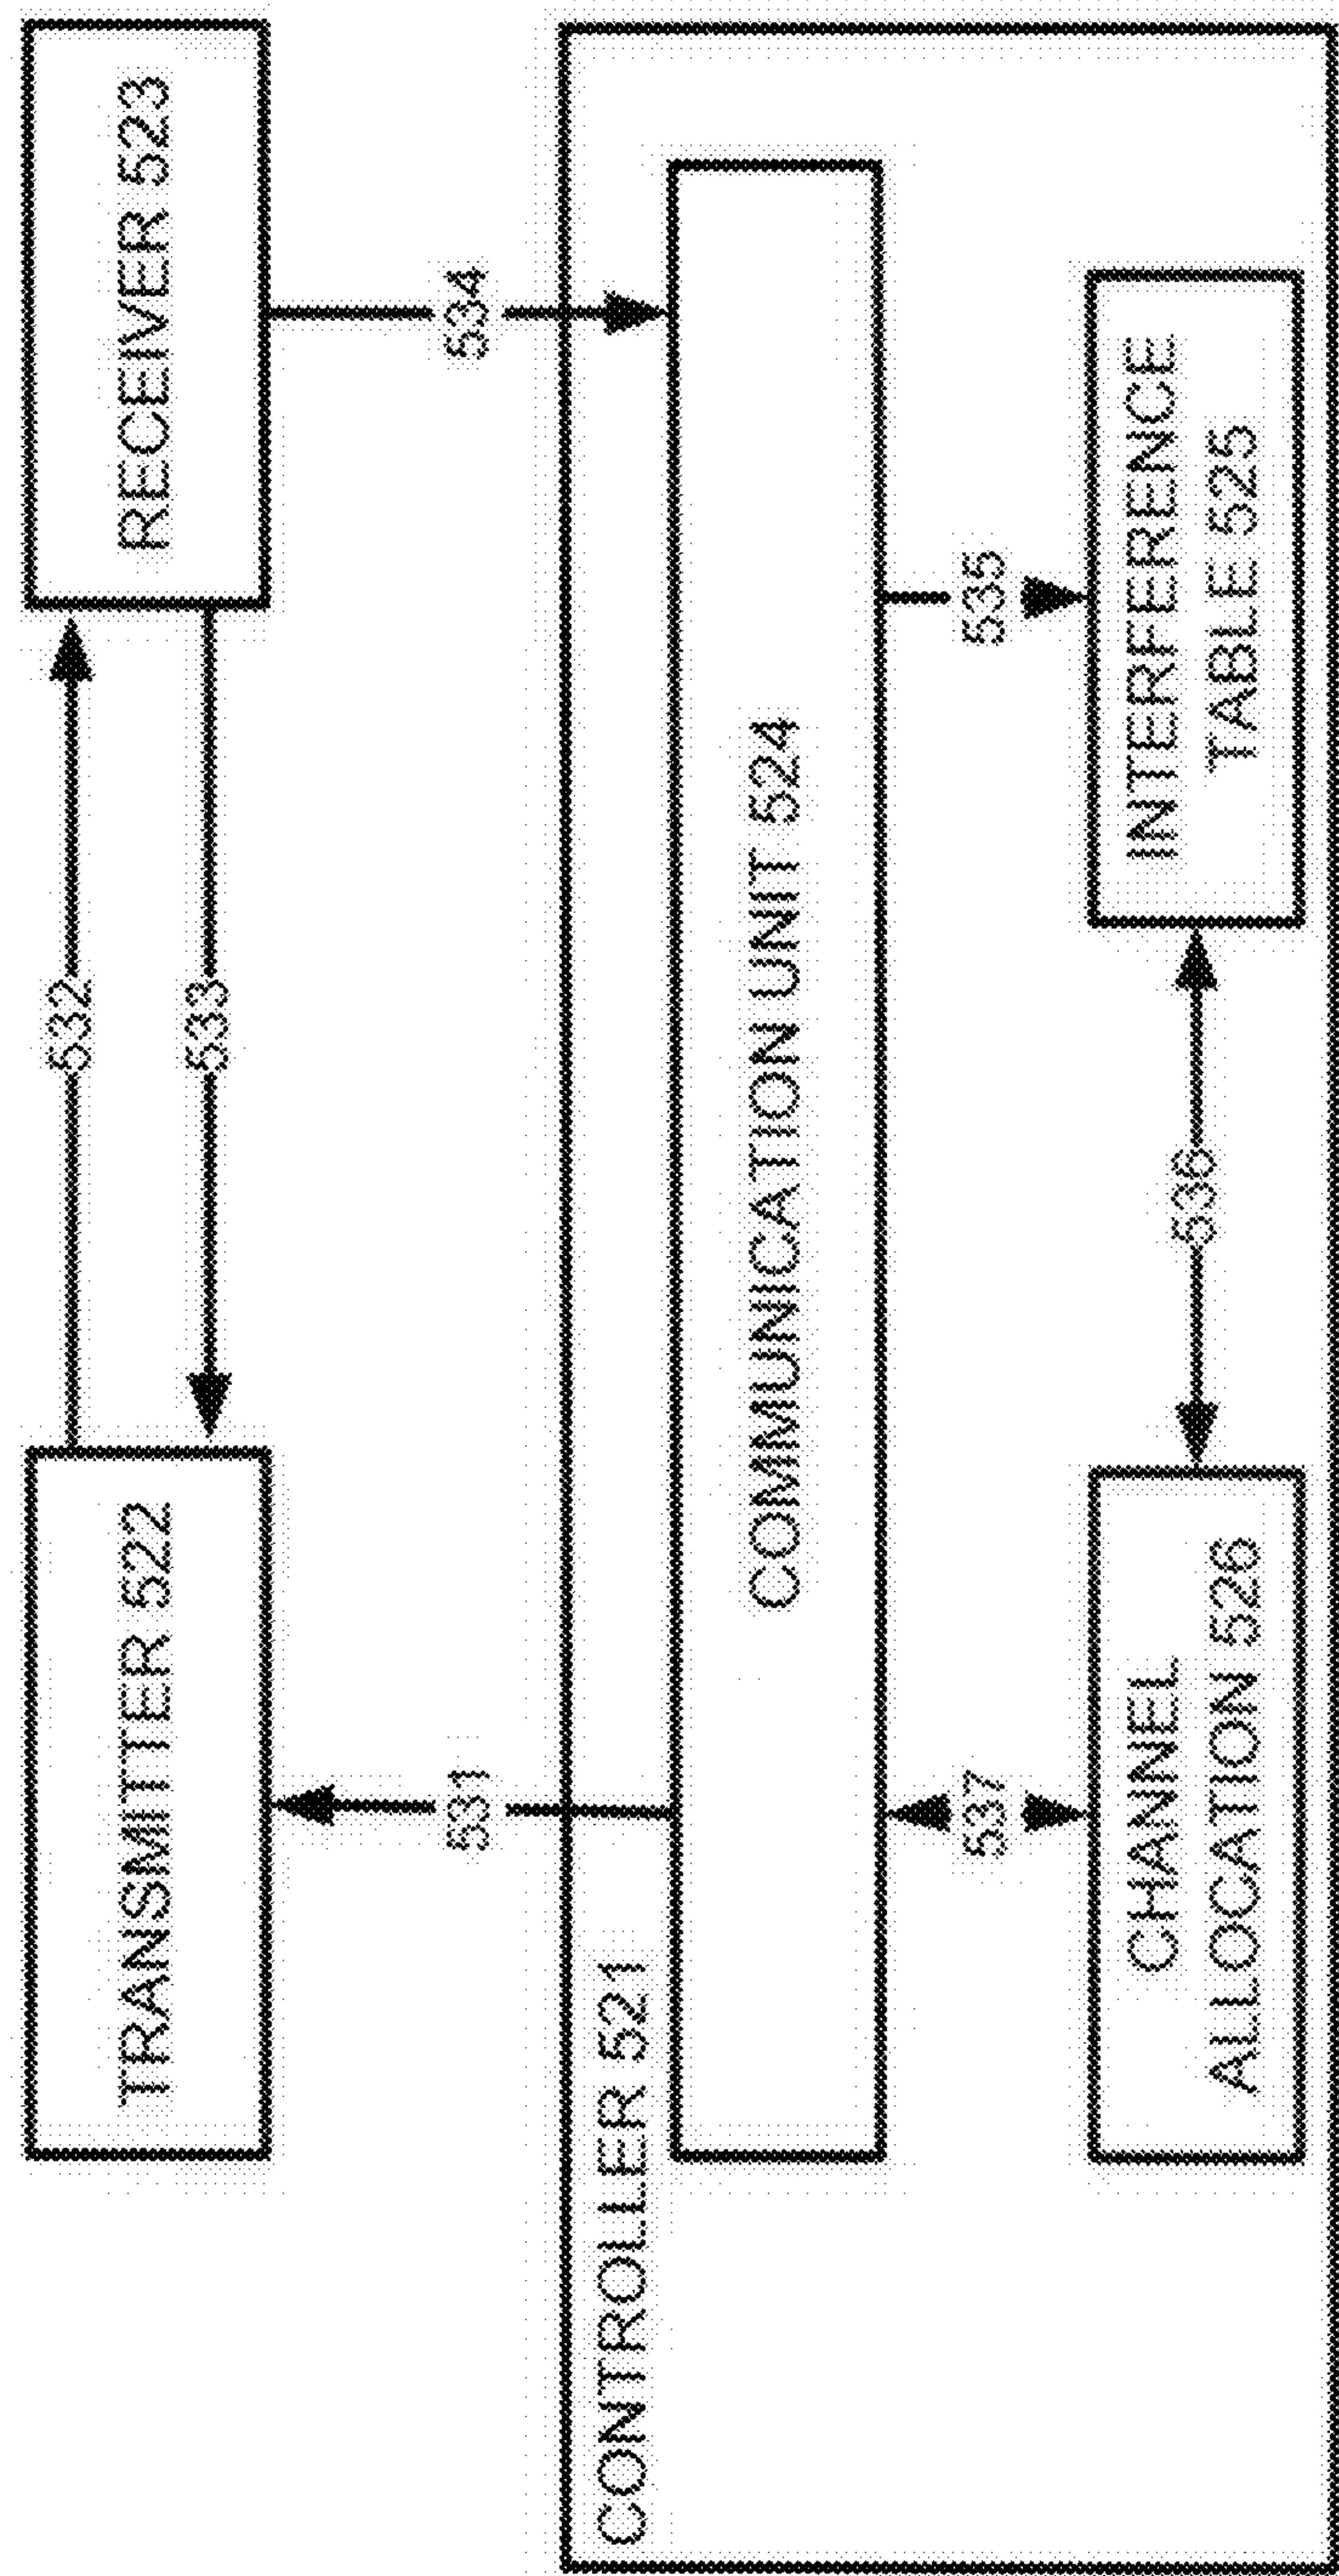 TRANSMITTER 522
532
533
RECEIVER 523
531
534
CONTROLLER 521
COMMUNICATION UNIT 524
537
535
CHANNEL
ALLOCATION 526
536
INTERFERENCE
TABLE 525